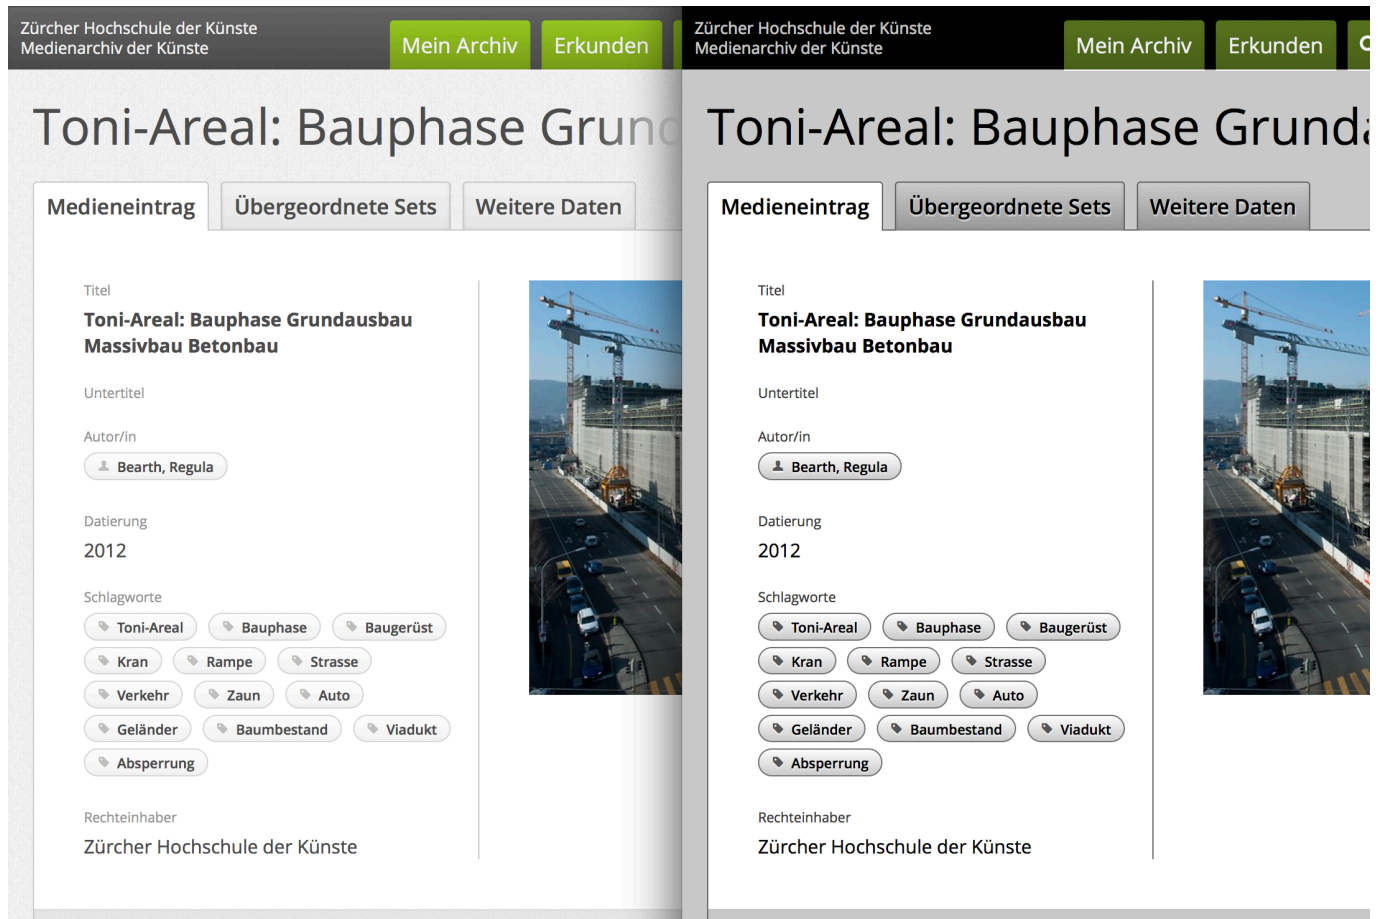 Zürcher Hochschule der Künste
Medienarchiv der Künste
Mein Archiv
Erkunden
Toni-Areal: Bauphase Grund
Medieneintrag
Übergeordnete Sets
Weitere Daten
Titel
Toni-Areal: Bauphase Grundausbau
Massivbau Betonbau
Untertitel
Autor/in
Bearth, Regula
Datierung
2012
Schlagworte
Toni-Areal
Bauphase
Baugerüst
Kran
Rampe
Strasse
Verkehr
Zaun
Auto
Geländer
Baumbestand
Viadukt
Absperrung
Rechteinhaber
Zürcher Hochschule der Künste
Zürcher Hochschule der Künste
Medienarchiv der Künste
Mein Archiv
Erkunden
Toni-Areal: Bauphase Grunda
Medieneintrag
Übergeordnete Sets
Weitere Daten
Titel
Toni-Areal: Bauphase Grundausbau
Massivbau Betonbau
Untertitel
Autor/in
Bearth, Regula
Datierung
2012
Schlagworte
Toni-Areal
Bauphase
Baugerüst
Kran
Rampe
Strasse
Verkehr
Zaun
Auto
Geländer
Baumbestand
Viadukt
Absperrung
Rechteinhaber
Zürcher Hochschule der Künste